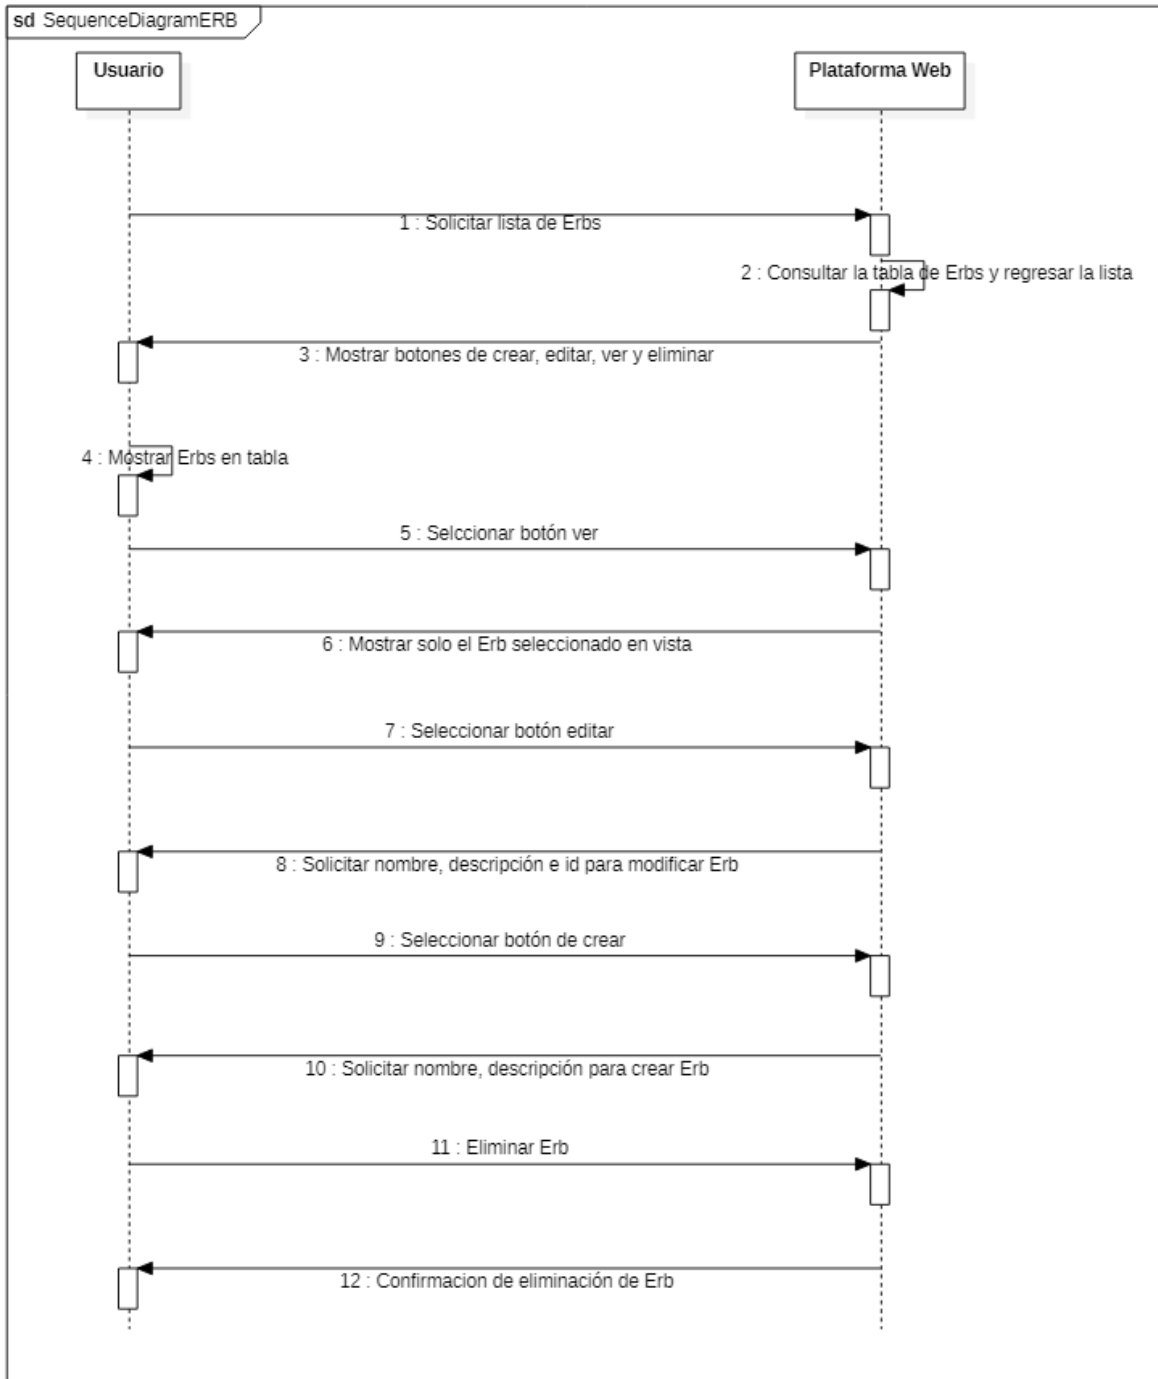 sd SequenceDiagramERB
Usuario
Plataforma Web
1 : Solicitar lista de Erbs
2 : Consultar la tabla de Erbs y regresar la lista
3 : Mostrar botones de crear, editar, ver y eliminar
4 : Mostrar Erbs en tabla
5 : Selccionar botón ver
6 : Mostrar solo el Erb seleccionado en vista
7 : Seleccionar botón editar
8 : Solicitar nombre, descripción e id para modificar Erb
9 : Seleccionar botón de crear
10 : Solicitar nombre, descripción para crear Erb
11 : Eliminar Erb
12 : Confirmacion de eliminación de Erb